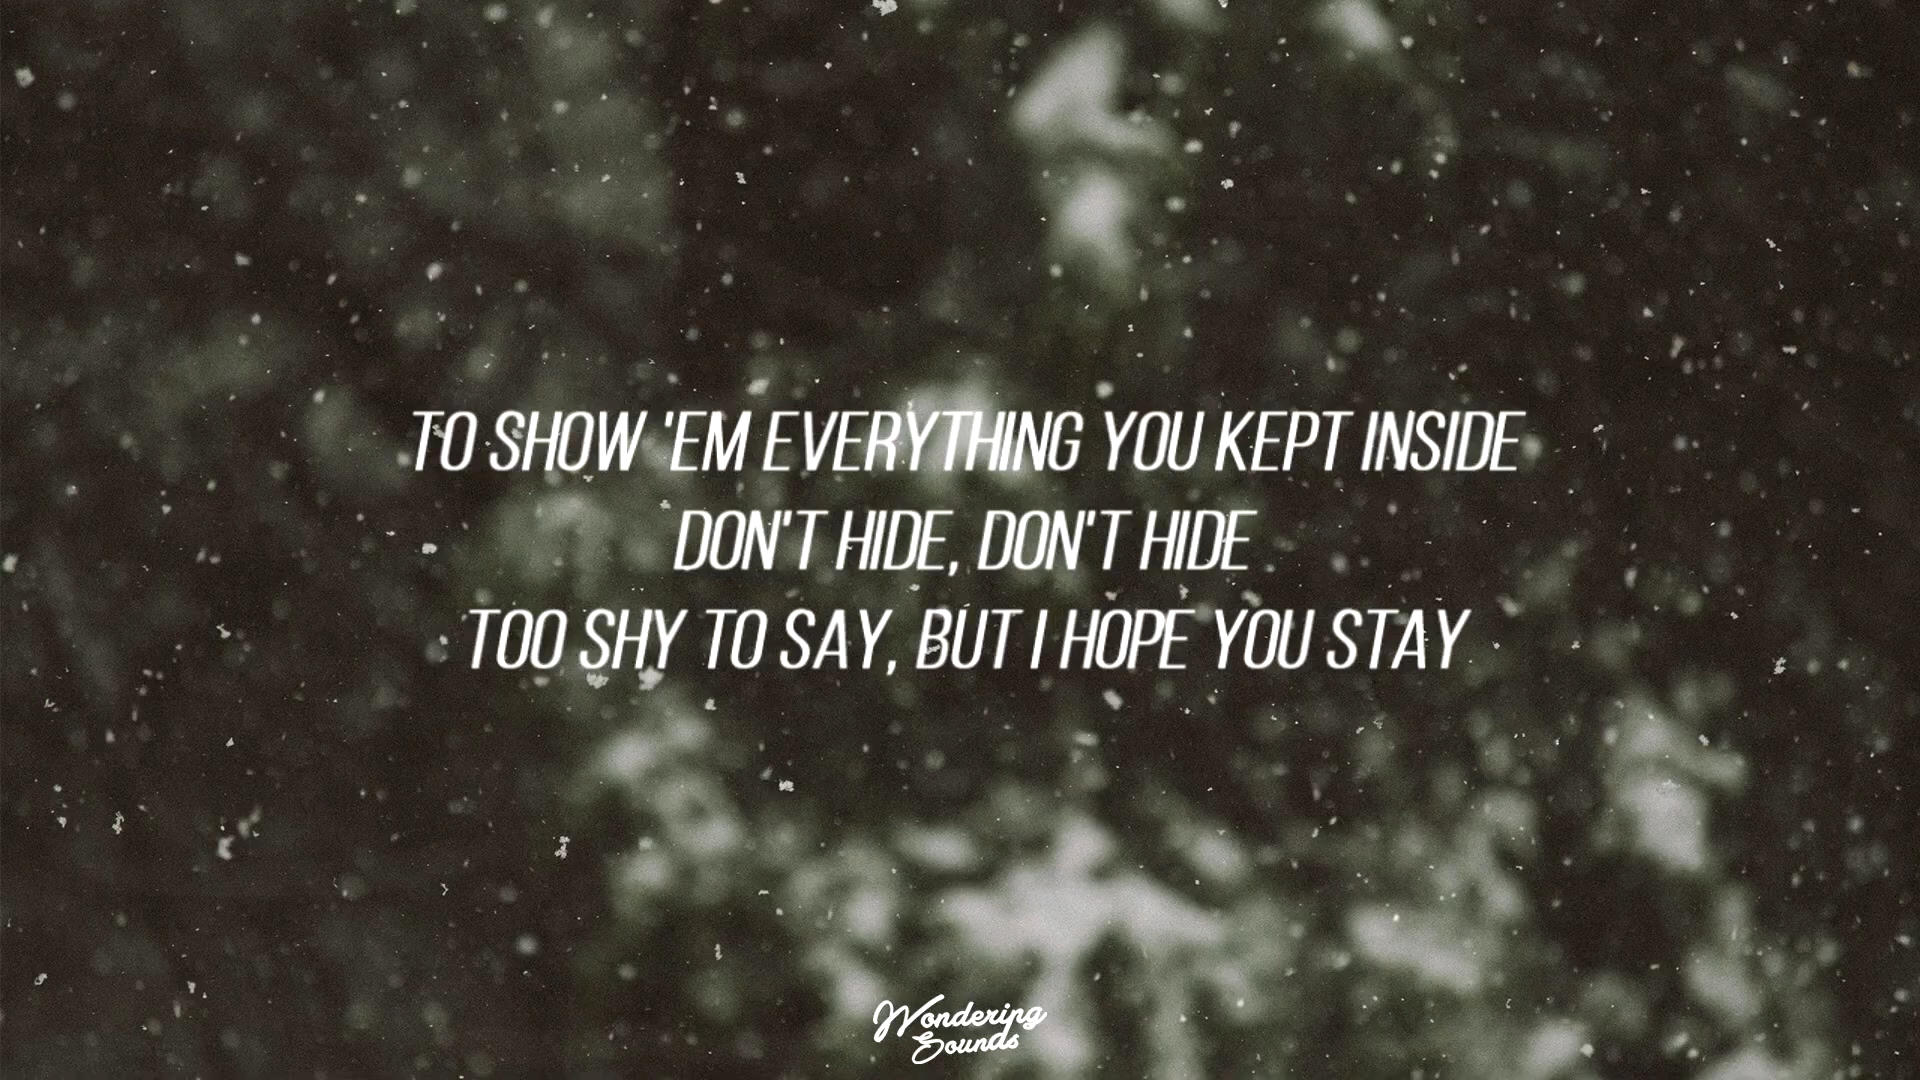 TO SHOW 'EM EVERYTHING YOU KEPT INSIDE
DON'T HIDE, DON'T HIDE
TOO SHY TO SAY, BUT I HOPE YOU STAY
Wondering
Sounds